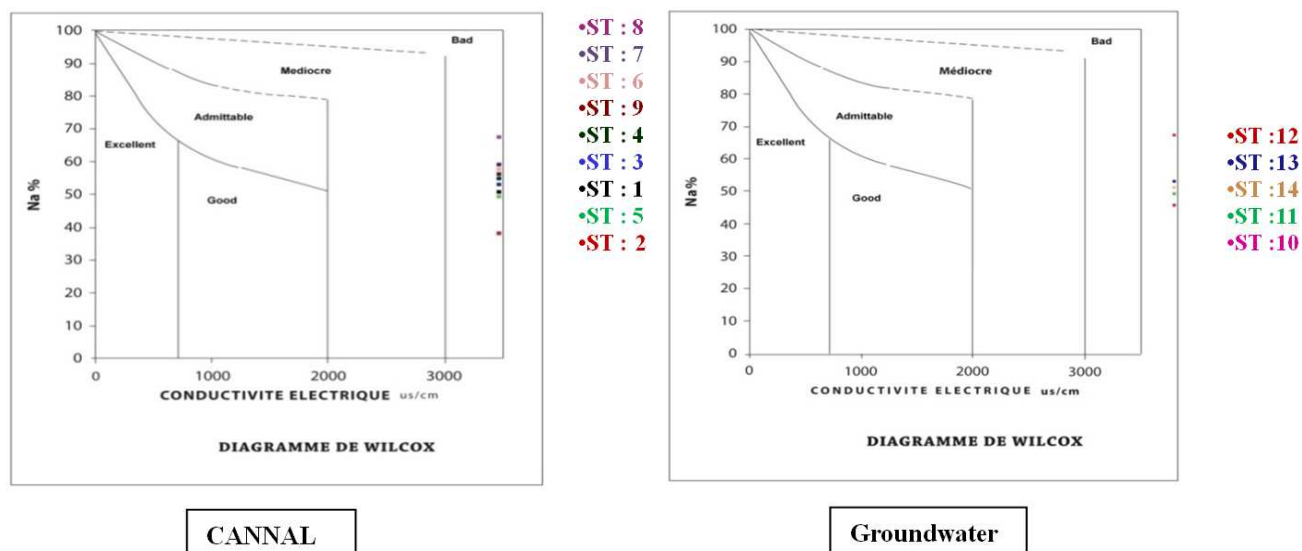 100
90
80
70
60
50
40
30
20
10
0
Na%
Bad
Mediocre
Admittable
Excellent
Good
0 1000 2000 3000
CONDUCTIVITE ELECTRIQUE us/cm
DIAGRAMME DE WILCOX
CANNAL
•ST : 8
•ST : 7
•ST : 6
•ST : 9
•ST : 4
•ST : 3
•ST : 1
•ST : 5
•ST : 2
100
90
80
70
60
50
40
30
20
10
0
Na%
Bad
Médiocre
Admittable
Excellent
Good
0 1000 2000 3000
CONDUCTIVITE ELECTRIQUE us/cm
DIAGRAMME DE WILCOX
Groundwater
•ST :12
•ST :13
•ST :14
•ST :11
•ST :10